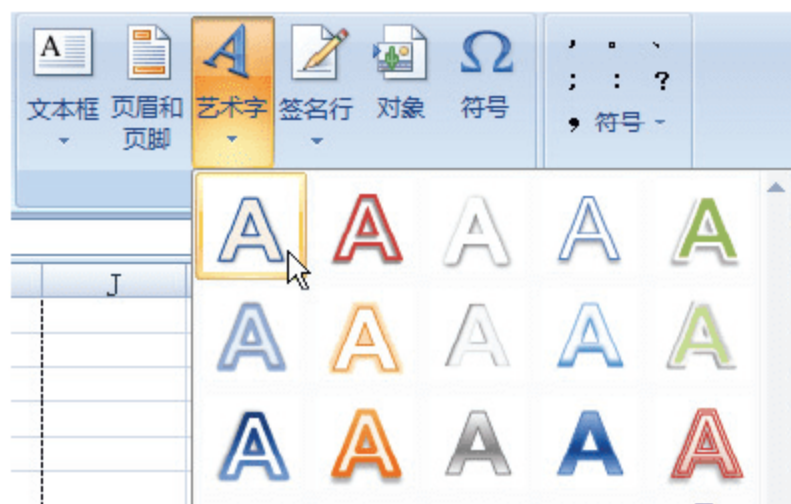 A
文本框 页眉和页脚 艺术字 签名行 对象 符号
， 。 、
； ： ？
， 符号
J
A A A A A
A A A A A
A A A A A